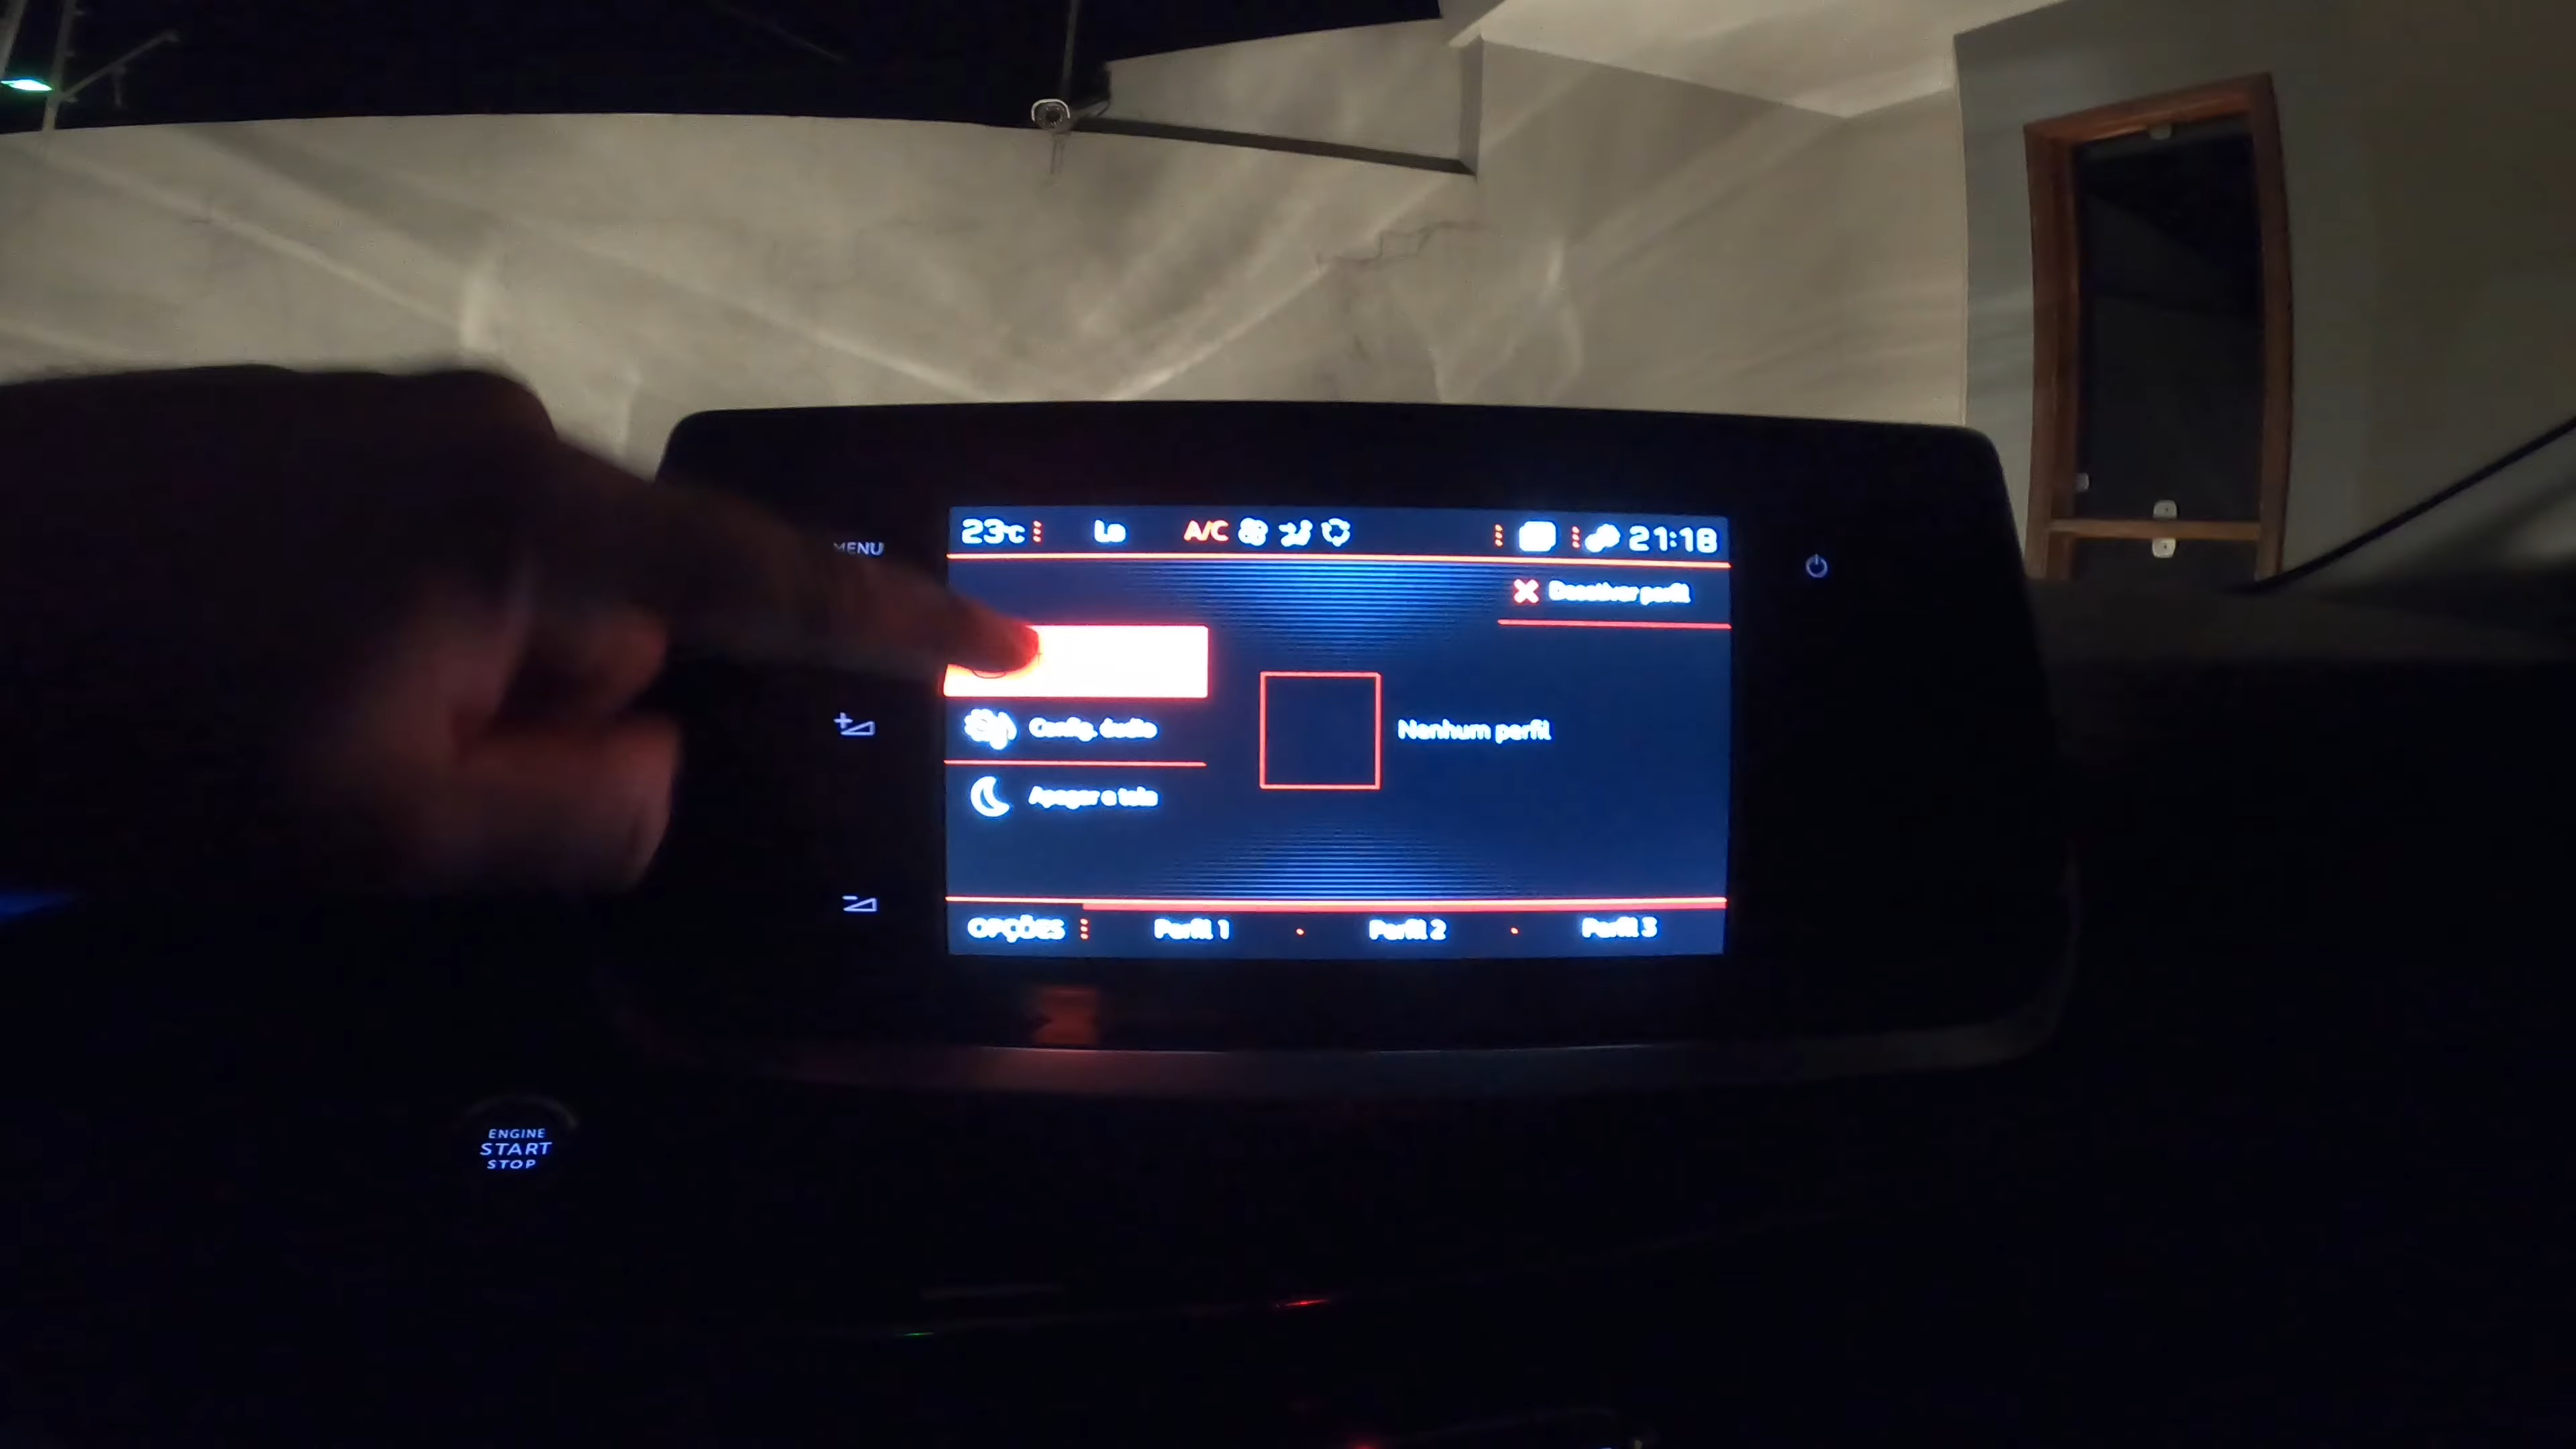 MENU
23°C Lo A/C 21:18
Desativar perfil
Config. áudio
Nenhum perfil
Apagar a tela
OPÇÕES Perfil 1 Perfil 2 Perfil 3
ENGINE
START
STOP